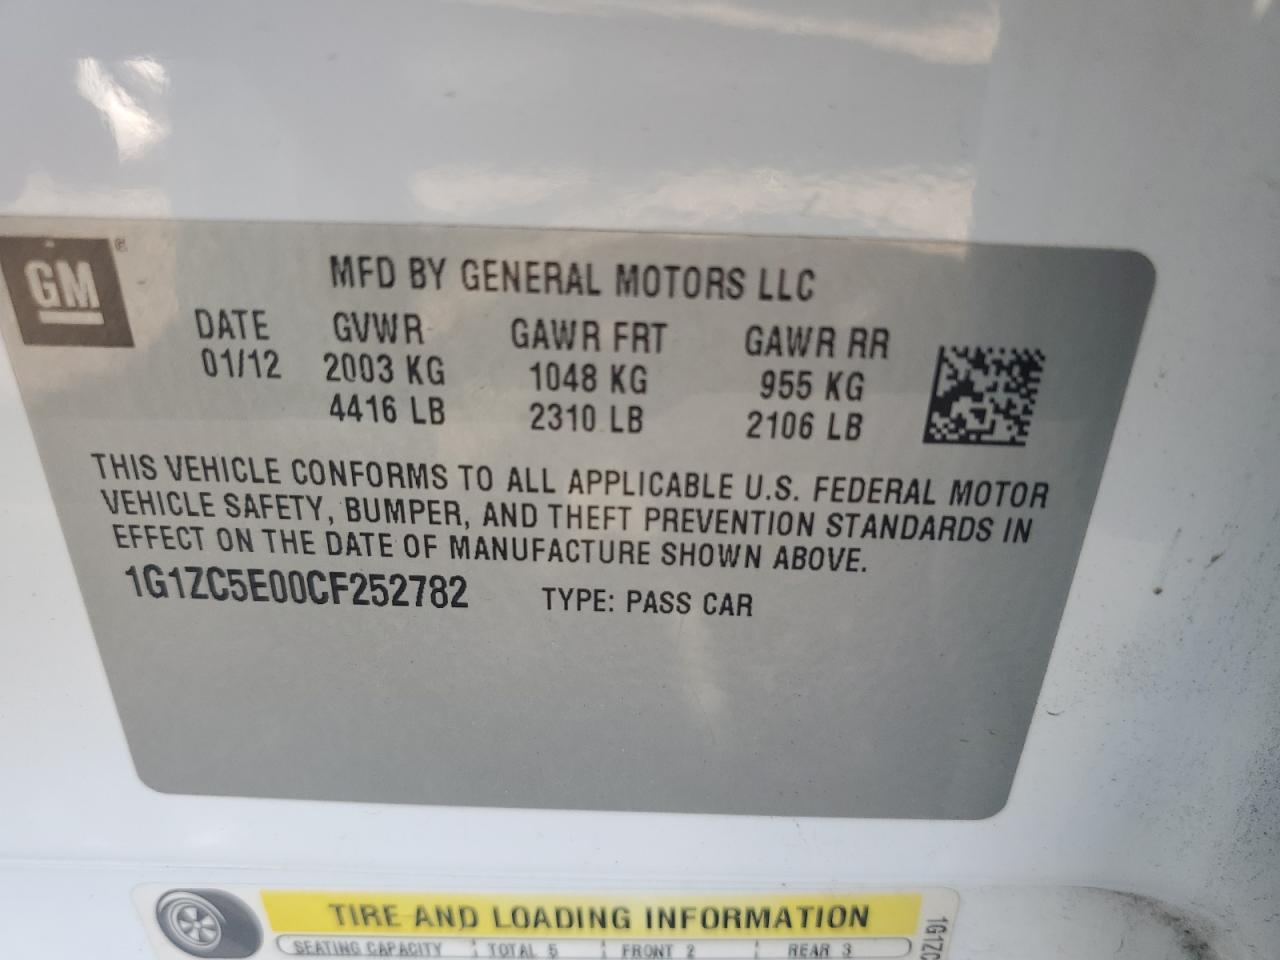 GM
MFD BY GENERAL MOTORS LLC
DATE GVWR GAWR FRT GAWR RR
01/12 2003 KG 1048 KG 955 KG
4416 LB 2310 LB 2106 LB
THIS VEHICLE CONFORMS TO ALL APPLICABLE U.S. FEDERAL MOTOR
VEHICLE SAFETY, BUMPER, AND THEFT PREVENTION STANDARDS IN
EFFECT ON THE DATE OF MANUFACTURE SHOWN ABOVE.
1G1ZC5E00CF252782 TYPE: PASS CAR
TIRE AND LOADING INFORMATION
SEATING CAPACITY TOTAL 5 FRONT 2 REAR 3
1G1ZC